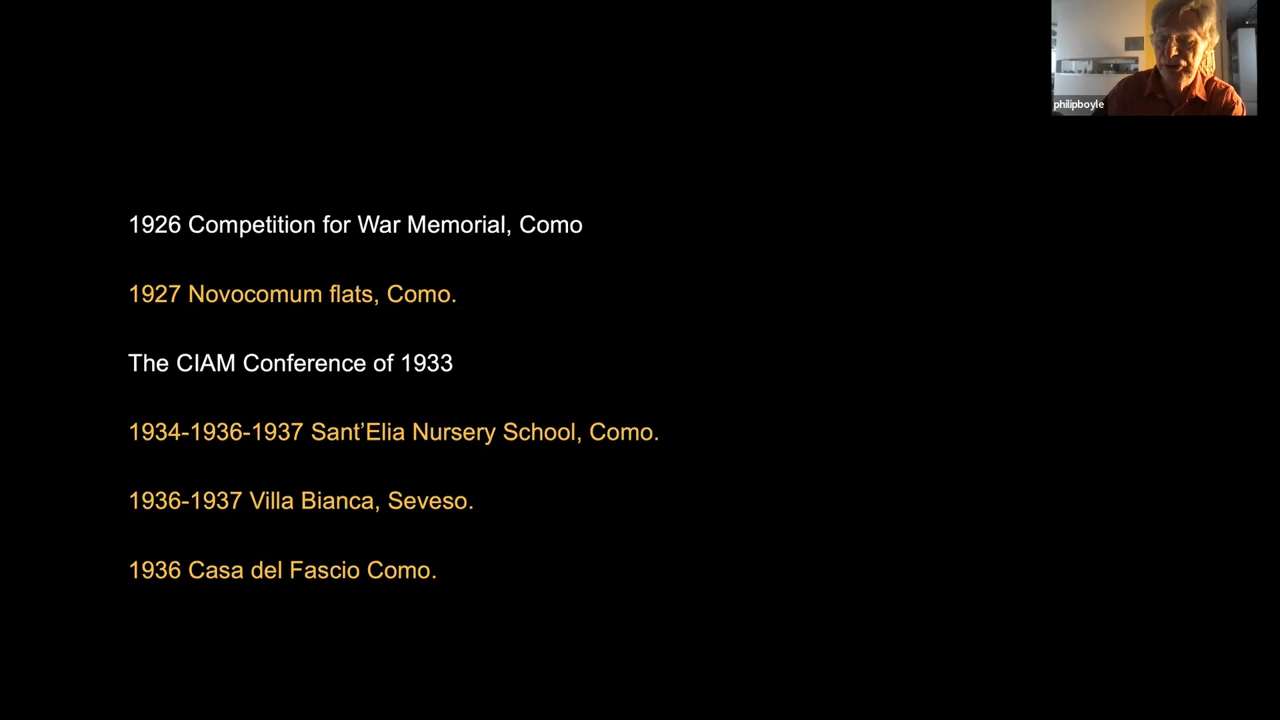 philipboyle
1926 Competition for War Memorial, Como
1927 Novocomum flats, Como.
The CIAM Conference of 1933
1934-1936-1937 Sant’Elia Nursery School, Como.
1936-1937 Villa Bianca, Seveso.
1936 Casa del Fascio Como.